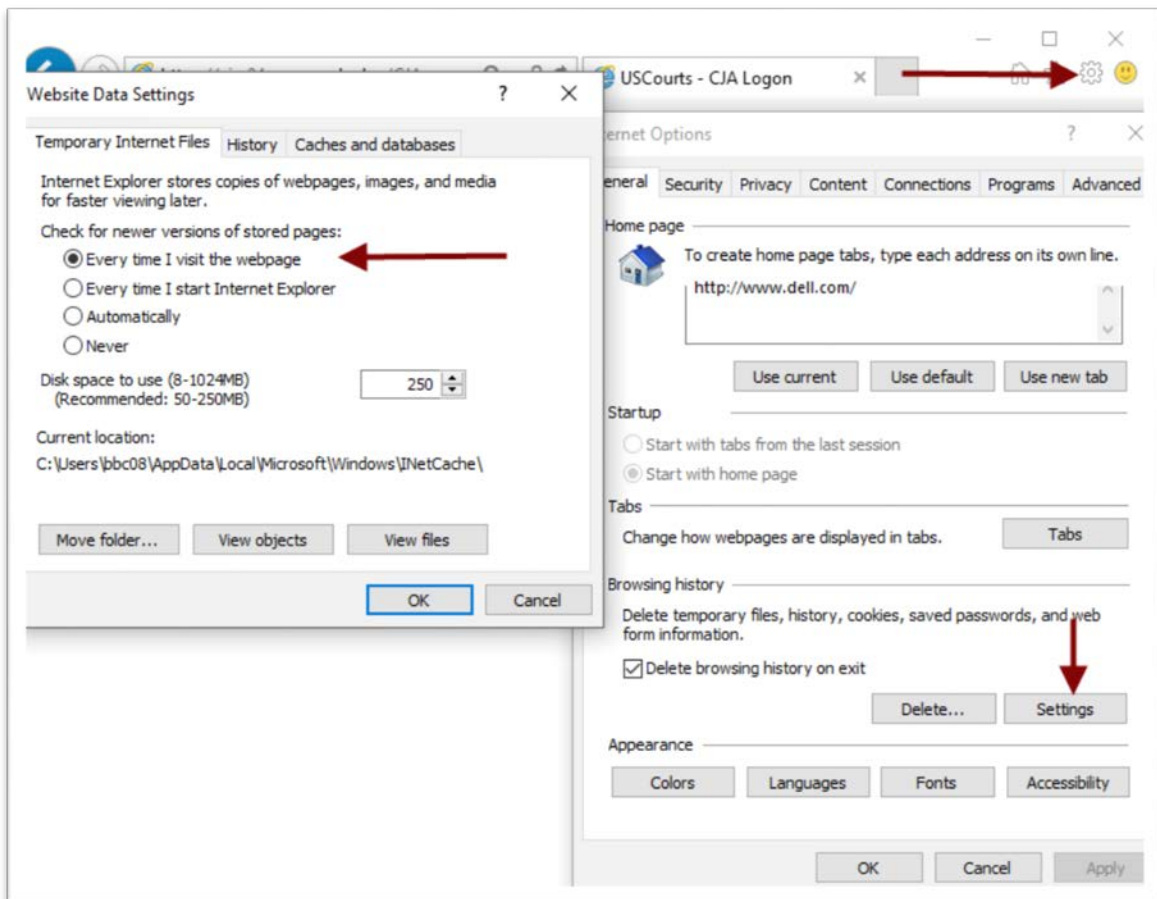 USCourts - CJA Logon
Website Data Settings
Temporary Internet Files History Caches and databases
Internet Explorer stores copies of webpages, images, and media
for faster viewing later.
Check for newer versions of stored pages:
Every time I visit the webpage
Every time I start Internet Explorer
Automatically
Never
Disk space to use (8-1024MB)
(Recommended: 50-250MB)
250
Current location:
C:\Users\bbc08\AppData\Local\Microsoft\Windows\INetCache\
Move folder... View objects View files
OK Cancel
ternet Options
eneral Security Privacy Content Connections Programs Advanced
Home page
To create home page tabs, type each address on its own line.
http://www.dell.com/
Use current Use default Use new tab
Startup
Start with tabs from the last session
Start with home page
Tabs
Change how webpages are displayed in tabs. Tabs
Browsing history
Delete temporary files, history, cookies, saved passwords, and web
form information.
Delete browsing history on exit
Delete... Settings
Appearance
Colors Languages Fonts Accessibility
OK Cancel Apply